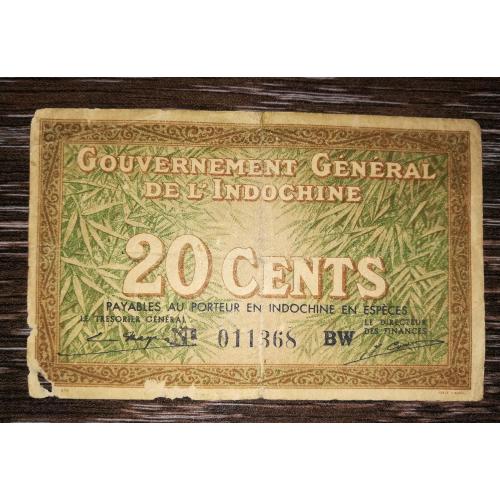 GOUVERNEMENT GÉNÉRAL
DE L'INDOCHINE
20 CENTS
PAYABLES AU PORTEUR EN INDOCHINE EN ESPÈCES
LE TRÉSORIER GÉNÉRAL
LE DIRECTEUR
DES FINANCES
Nº 011368 BW